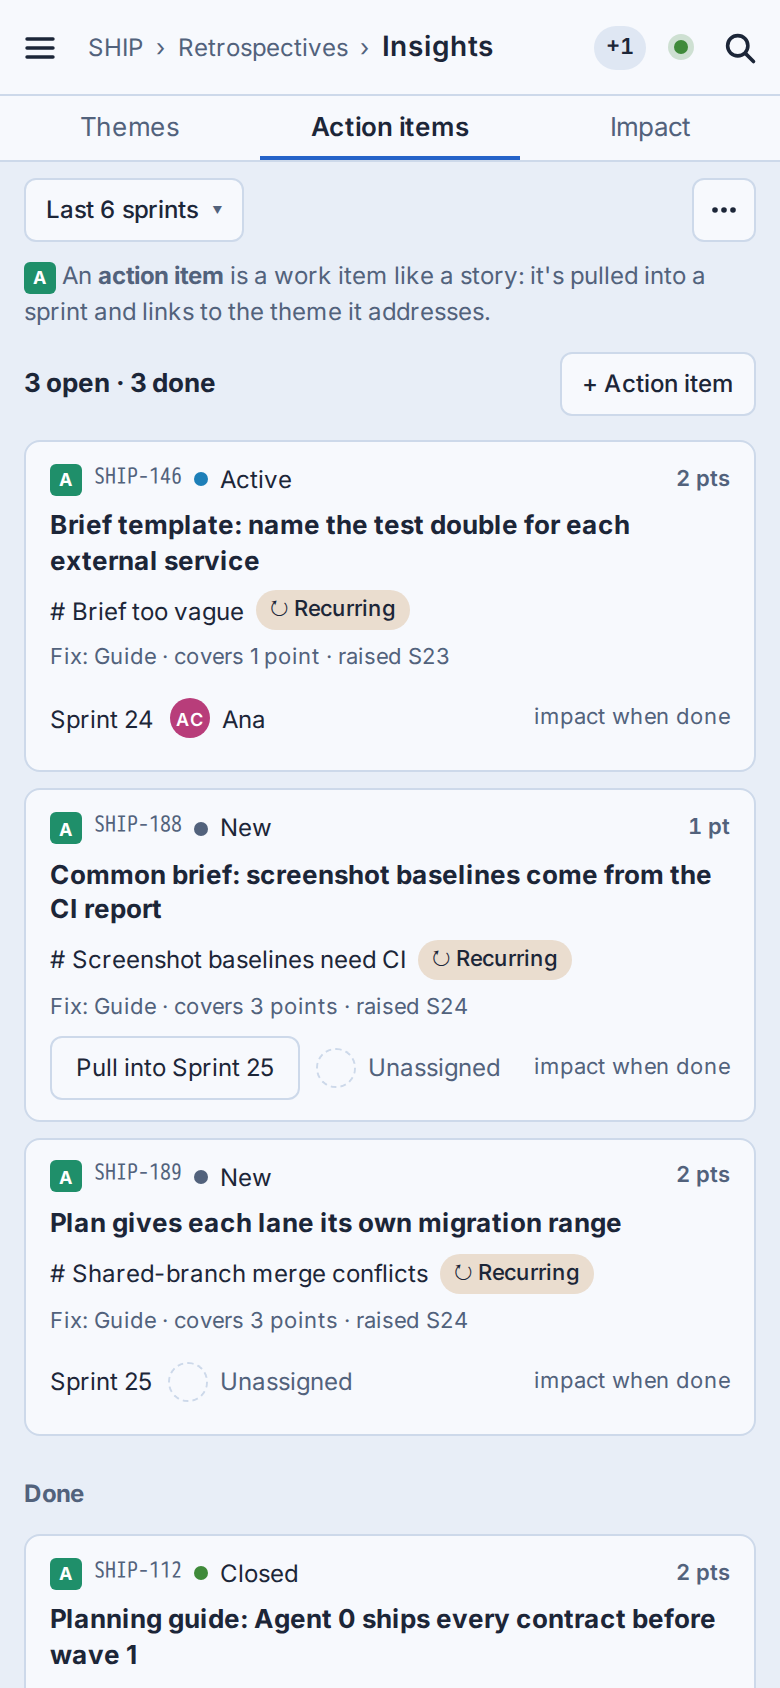 SHIP › Retrospectives › Insights +1
Themes Action items Impact
Last 6 sprints ▾ •••
A An action item is a work item like a story: it's pulled into a
sprint and links to the theme it addresses.
3 open · 3 done + Action item
A SHIP-146 Active 2 pts
Brief template: name the test double for each
external service
# Brief too vague ↻ Recurring
Fix: Guide · covers 1 point · raised S23
Sprint 24 AC Ana impact when done
A SHIP-188 New 1 pt
Common brief: screenshot baselines come from the
CI report
# Screenshot baselines need CI ↻ Recurring
Fix: Guide · covers 3 points · raised S24
Pull into Sprint 25 Unassigned impact when done
A SHIP-189 New 2 pts
Plan gives each lane its own migration range
# Shared-branch merge conflicts ↻ Recurring
Fix: Guide · covers 3 points · raised S24
Sprint 25 Unassigned impact when done
Done
A SHIP-112 Closed 2 pts
Planning guide: Agent 0 ships every contract before
wave 1